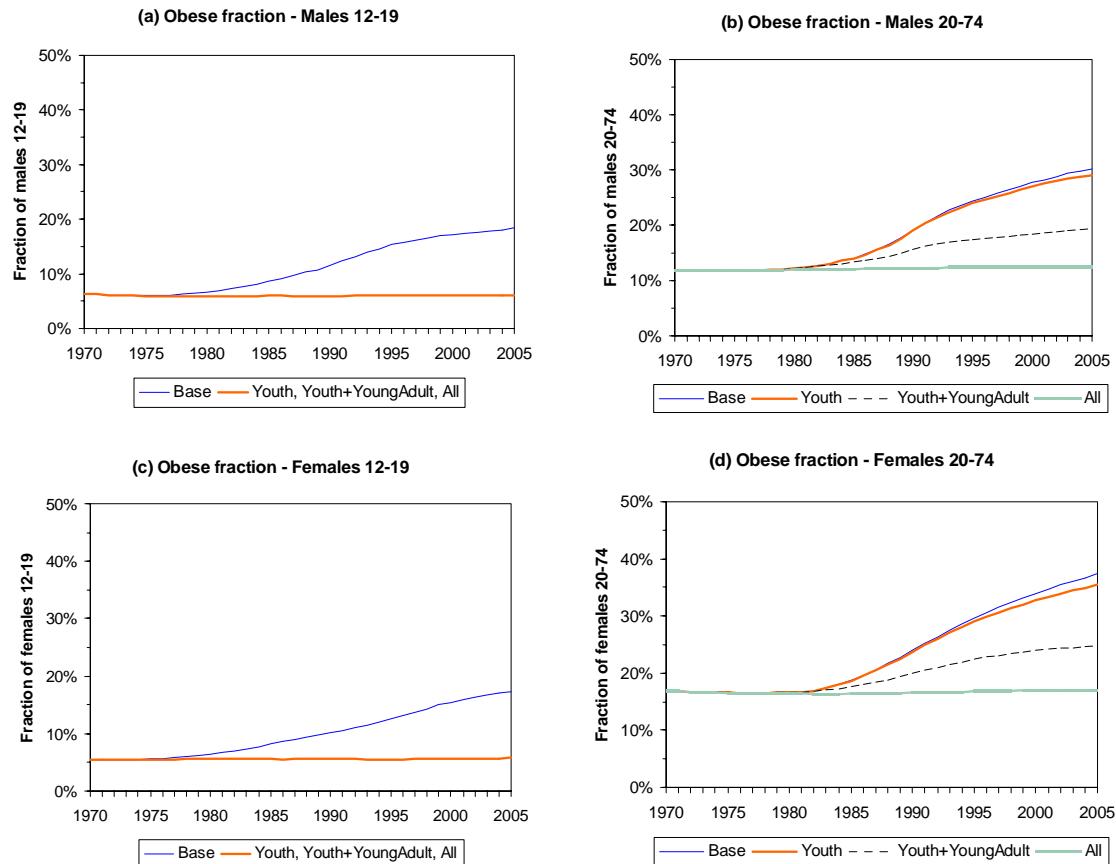 (a) Obese fraction - Males 12-19
50%
40%
30%
20%
10%
0%
Fraction of males 12-19
1970 1975 1980 1985 1990 1995 2000 2005
Base Youth, Youth+YoungAdult, All
(b) Obese fraction - Males 20-74
50%
40%
30%
20%
10%
0%
Fraction of males 20-74
1970 1975 1980 1985 1990 1995 2000 2005
Base Youth Youth+YoungAdult All
(c) Obese fraction - Females 12-19
50%
40%
30%
20%
10%
0%
Fraction of females 12-19
1970 1975 1980 1985 1990 1995 2000 2005
Base Youth, Youth+YoungAdult, All
(d) Obese fraction - Females 20-74
50%
40%
30%
20%
10%
0%
Fraction of females 20-74
1970 1975 1980 1985 1990 1995 2000 2005
Base Youth Youth+YoungAdult All